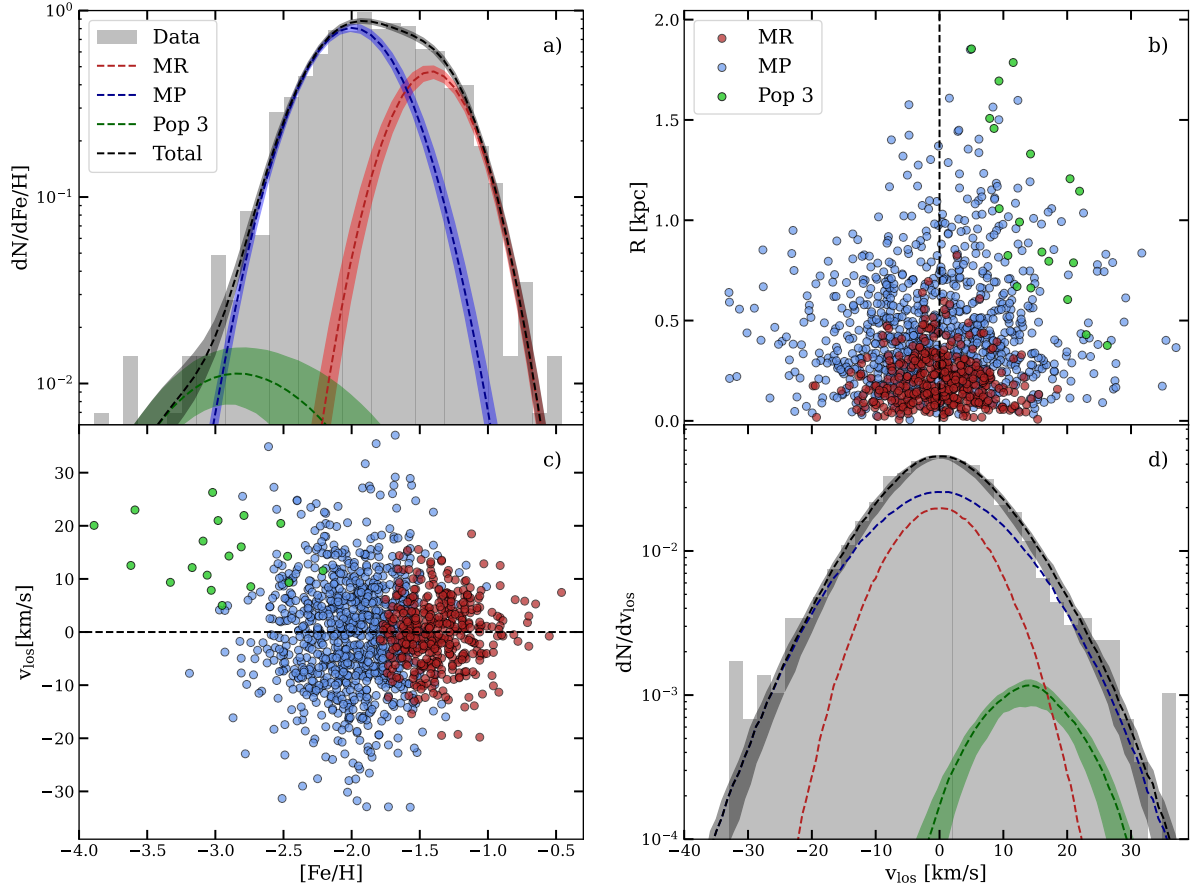 10⁰
10⁻¹
10⁻²
dN/dFe/H
Data
MR
MP
Pop 3
Total
a)
2.0
1.5
1.0
0.5
0.0
R [kpc]
MR
MP
Pop 3
b)
30
20
10
0
−10
−20
−30
v_los[km/s]
c)
−4.0 −3.5 −3.0 −2.5 −2.0 −1.5 −1.0 −0.5
[Fe/H]
10⁻²
10⁻³
10⁻⁴
dN/dv_los
d)
−40 −30 −20 −10 0 10 20 30
v_los [km/s]